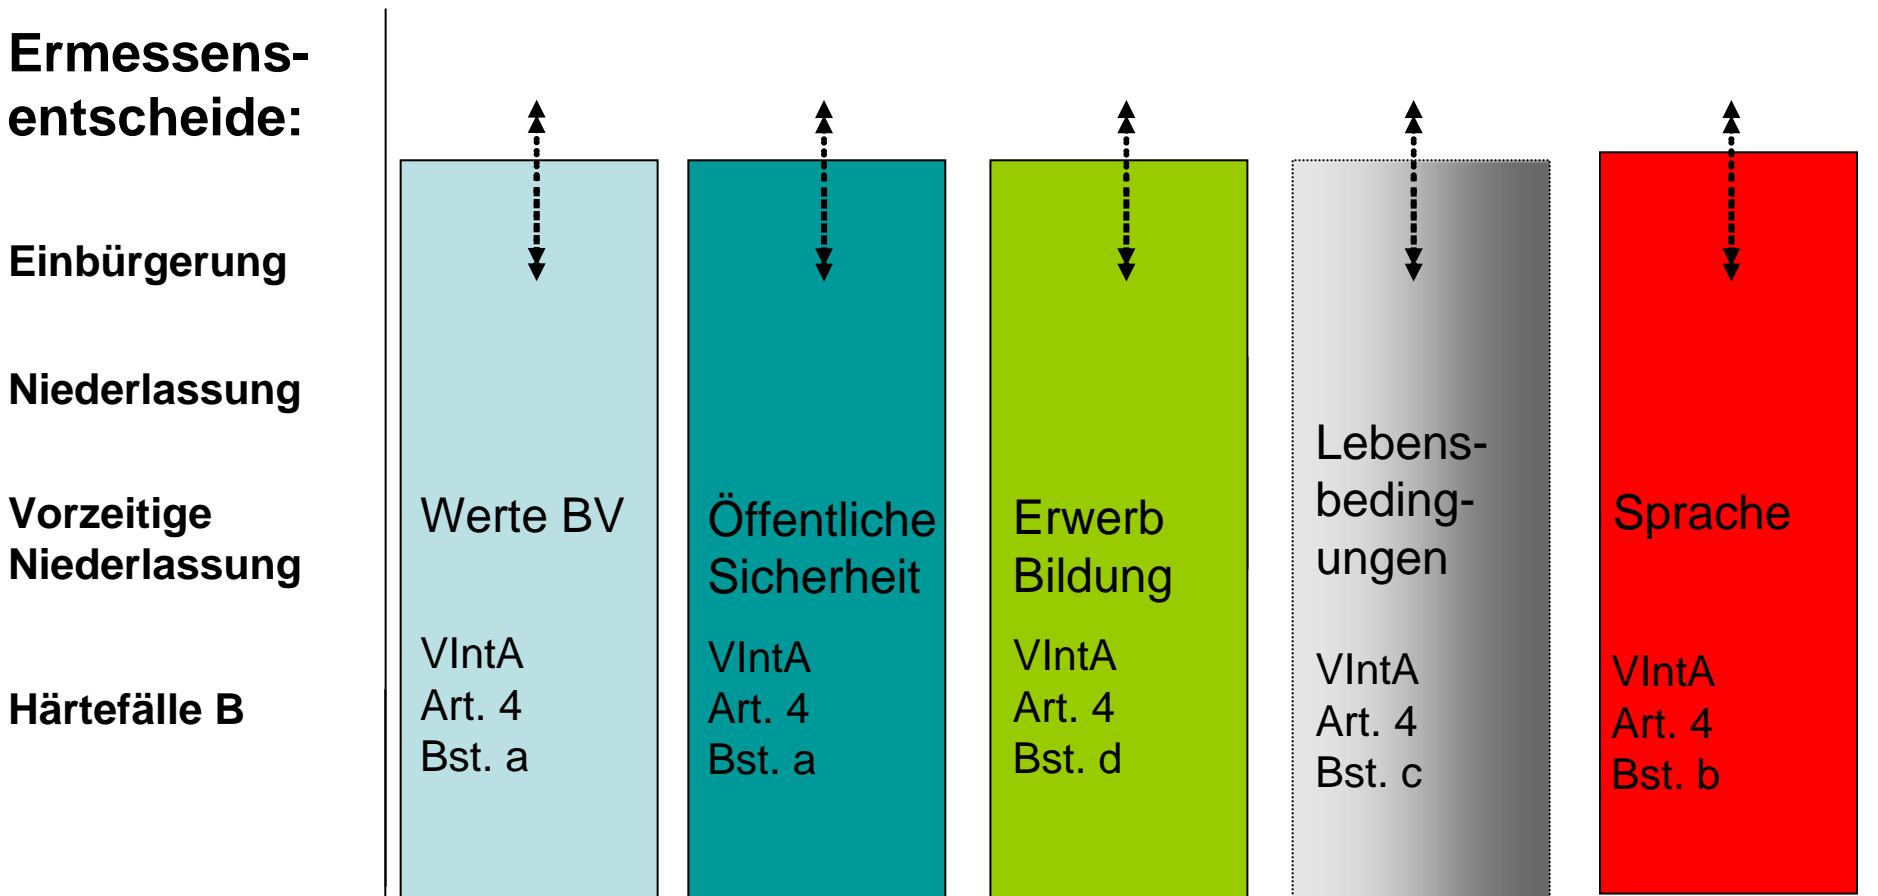 Ermessens-
entscheide:
Einbürgerung
Niederlassung
Vorzeitige
Niederlassung
Härtefälle B
Werte BV
VIntA
Art. 4
Bst. a
Öffentliche
Sicherheit
VIntA
Art. 4
Bst. a
Erwerb
Bildung
VIntA
Art. 4
Bst. d
Lebens-
beding-
ungen
VIntA
Art. 4
Bst. c
Sprache
VIntA
Art. 4
Bst. b